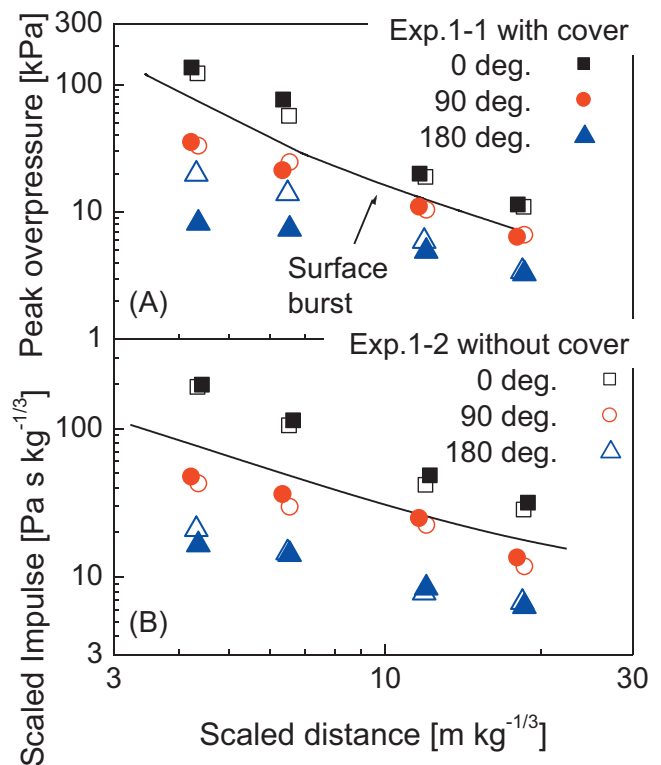 300
100
10
1
Peak overpressure [kPa]
Exp.1-1 with cover
0 deg.
90 deg.
180 deg.
Surface
burst
(A)
Exp.1-2 without cover
0 deg.
90 deg.
180 deg.
100
10
3
Scaled Impulse [Pa s kg-1/3]
(B)
3
10
30
Scaled distance [m kg-1/3]